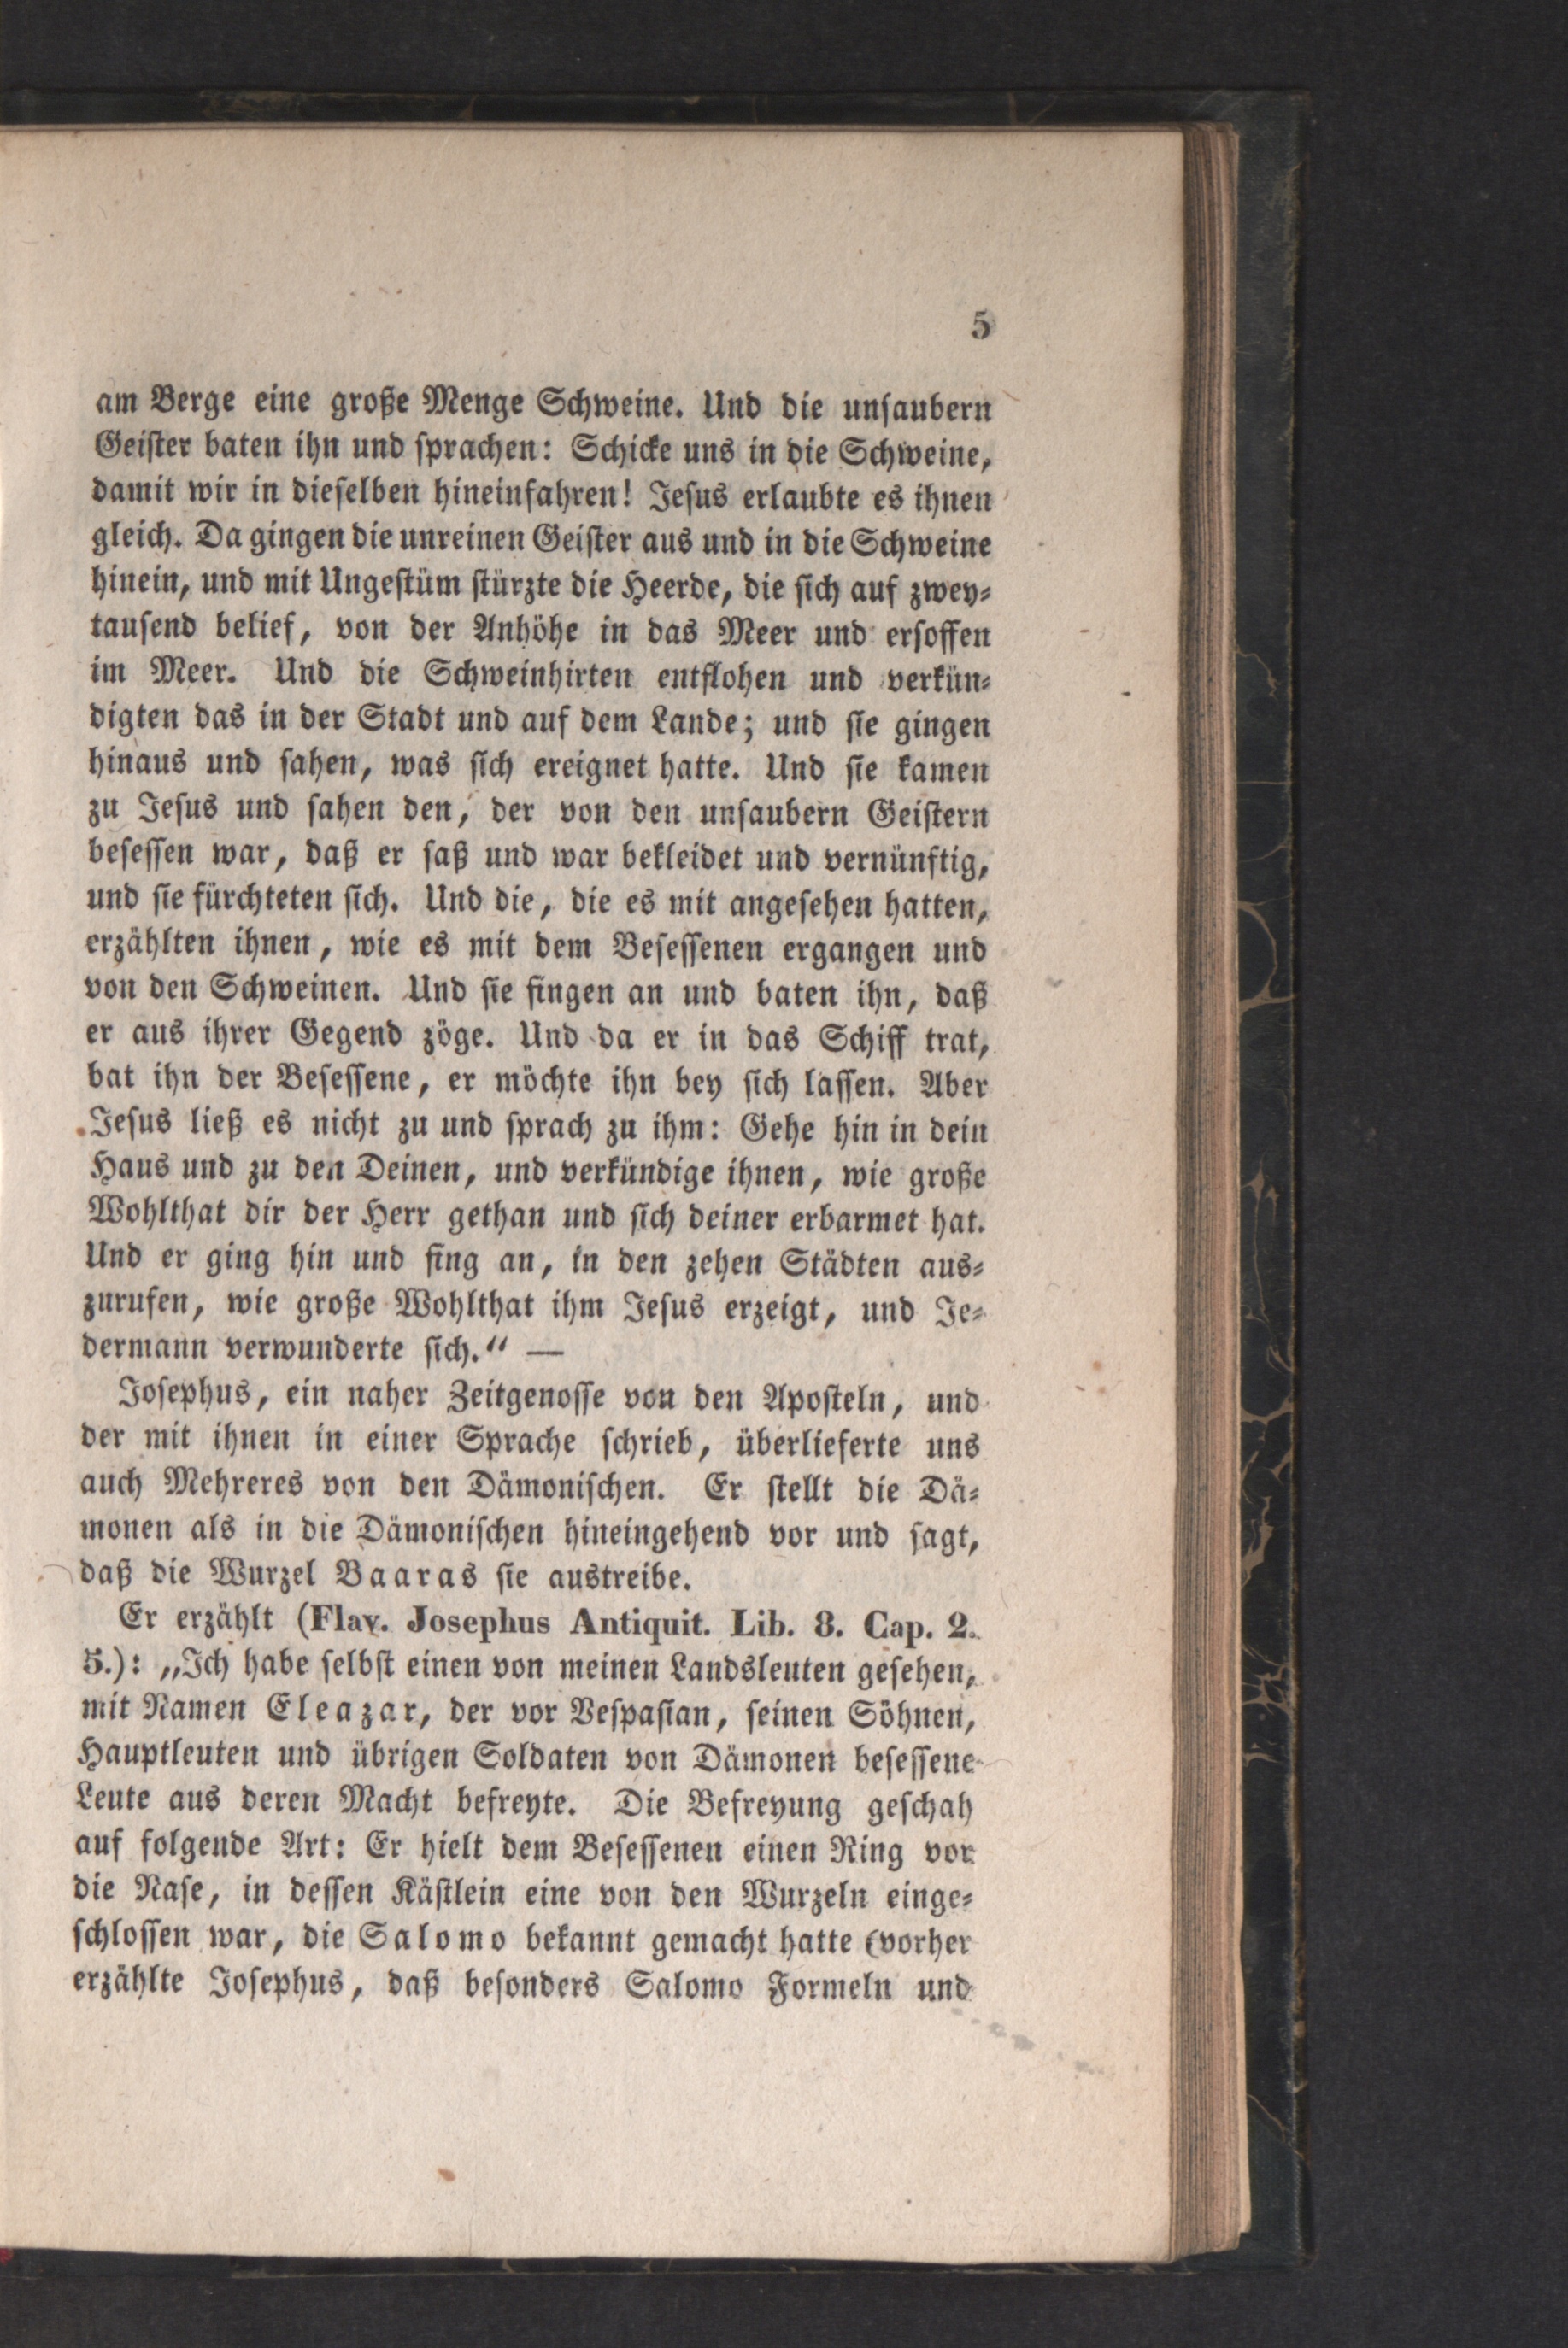 5
am Berge eine große Menge Schweine. Und die unsaubern
Geister baten ihn und sprachen: Schicke uns in die Schweine,
damit wir in dieselben hineinfahren! Jesus erlaubte es ihnen
gleich. Da gingen die unreinen Geister aus und in die Schweine
hinein, und mit Ungestüm stürzte die Heerde, die sich auf zwey-
tausend belief, von der Anhöhe in das Meer und ersoffen
im Meer. Und die Schweinhirten entflohen und verkün-
digten das in der Stadt und auf dem Lande; und sie gingen
hinaus und sahen, was sich ereignet hatte. Und sie kamen
zu Jesus und sahen den, der von den unsaubern Geistern
besessen war, daß er saß und war bekleidet und vernünftig,
und sie fürchteten sich. Und die, die es mit angesehen hatten,
erzählten ihnen, wie es mit dem Besessenen ergangen und
von den Schweinen. Und sie fingen an und baten ihn, daß
er aus ihrer Gegend zöge. Und da er in das Schiff trat,
bat ihn der Besessene, er möchte ihn bey sich lassen. Aber
Jesus ließ es nicht zu und sprach zu ihm: Gehe hin in dein
Haus und zu den Deinen, und verkündige ihnen, wie große
Wohlthat dir der Herr gethan und sich deiner erbarmet hat.
Und er ging hin und fing an, in den zehen Städten aus-
zurufen, wie große Wohlthat ihm Jesus erzeigt, und Je-
dermann verwunderte sich.“ —
Josephus, ein naher Zeitgenosse von den Aposteln, und
der mit ihnen in einer Sprache schrieb, überlieferte uns
auch Mehreres von den Dämonischen. Er stellt die Dä-
monen als in die Dämonischen hineingehend vor und sagt,
daß die Wurzel Baaras sie austreibe.
Er erzählt (Flav. Josephus Antiquit. Lib. 8. Cap. 2.
5.): „Ich habe selbst einen von meinen Landsleuten gesehen,
mit Namen Eleazar, der vor Vespasian, seinen Söhnen,
Hauptleuten und übrigen Soldaten von Dämonen besessene
Leute aus deren Macht befreyte. Die Befreyung geschah
auf folgende Art: Er hielt dem Besessenen einen Ring vor
die Nase, in dessen Kästlein eine von den Wurzeln einge-
schlossen war, die Salomo bekannt gemacht hatte (vorher
erzählte Josephus, daß besonders Salomo Formeln und